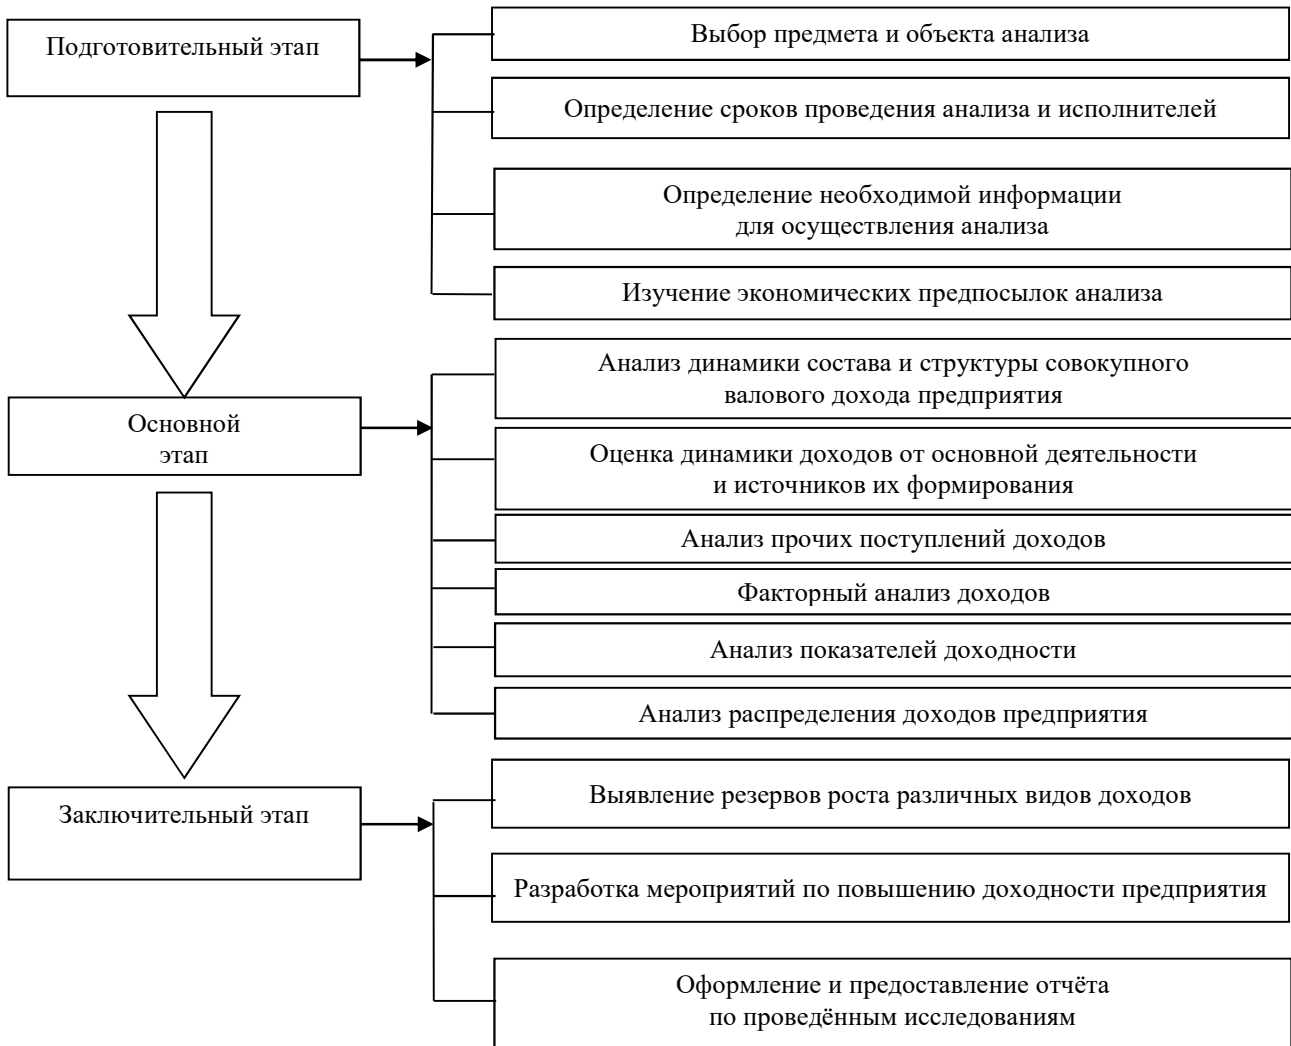 Подготовительный этап
Выбор предмета и объекта анализа
Определение сроков проведения анализа и исполнителей
Определение необходимой информации
для осуществления анализа
Изучение экономических предпосылок анализа
Основной
этап
Анализ динамики состава и структуры совокупного
валового дохода предприятия
Оценка динамики доходов от основной деятельности
и источников их формирования
Анализ прочих поступлений доходов
Факторный анализ доходов
Анализ показателей доходности
Анализ распределения доходов предприятия
Заключительный этап
Выявление резервов роста различных видов доходов
Разработка мероприятий по повышению доходности предприятия
Оформление и предоставление отчёта
по проведённым исследованиям